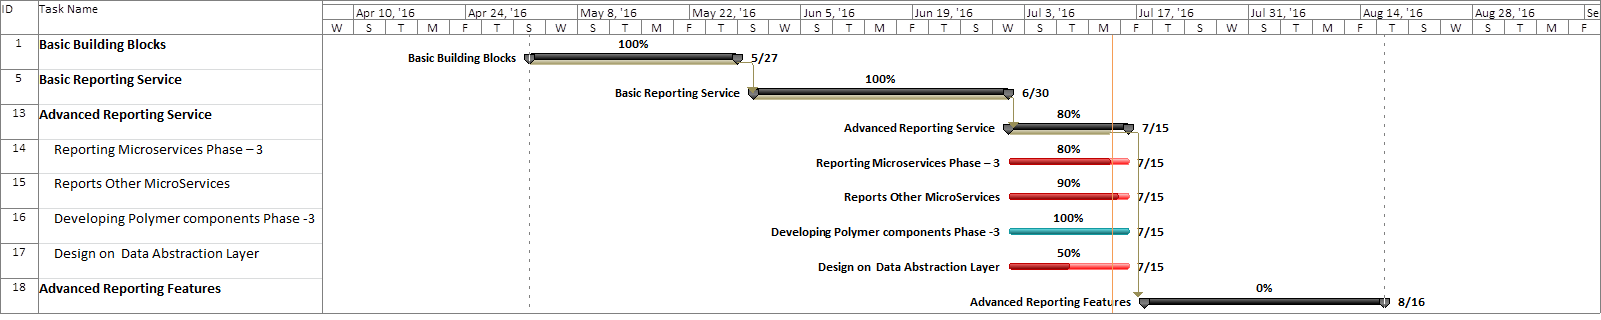 ID Task Name Apr 10, '16 Apr 24, '16 May 8, '16 May 22, '16 Jun 5, '16 Jun 19, '16 Jul 3, '16 Jul 17, '16 Jul 31, '16 Aug 14, '16 Aug 28, '16 Se
W S T M F T S W S T M F T S W S T M F T S W S T M F T S W S T M F T S W S T M F
1 Basic Building Blocks 100%
Basic Building Blocks 5/27
5 Basic Reporting Service 100%
Basic Reporting Service 6/30
13 Advanced Reporting Service 80%
Advanced Reporting Service 7/15
14 Reporting Microservices Phase – 3 80%
Reporting Microservices Phase – 3 7/15
15 Reports Other MicroServices 90%
Reports Other MicroServices 7/15
16 Developing Polymer components Phase -3 100%
Developing Polymer components Phase -3 7/15
17 Design on Data Abstraction Layer 50%
Design on Data Abstraction Layer 7/15
18 Advanced Reporting Features 0%
Advanced Reporting Features 8/16